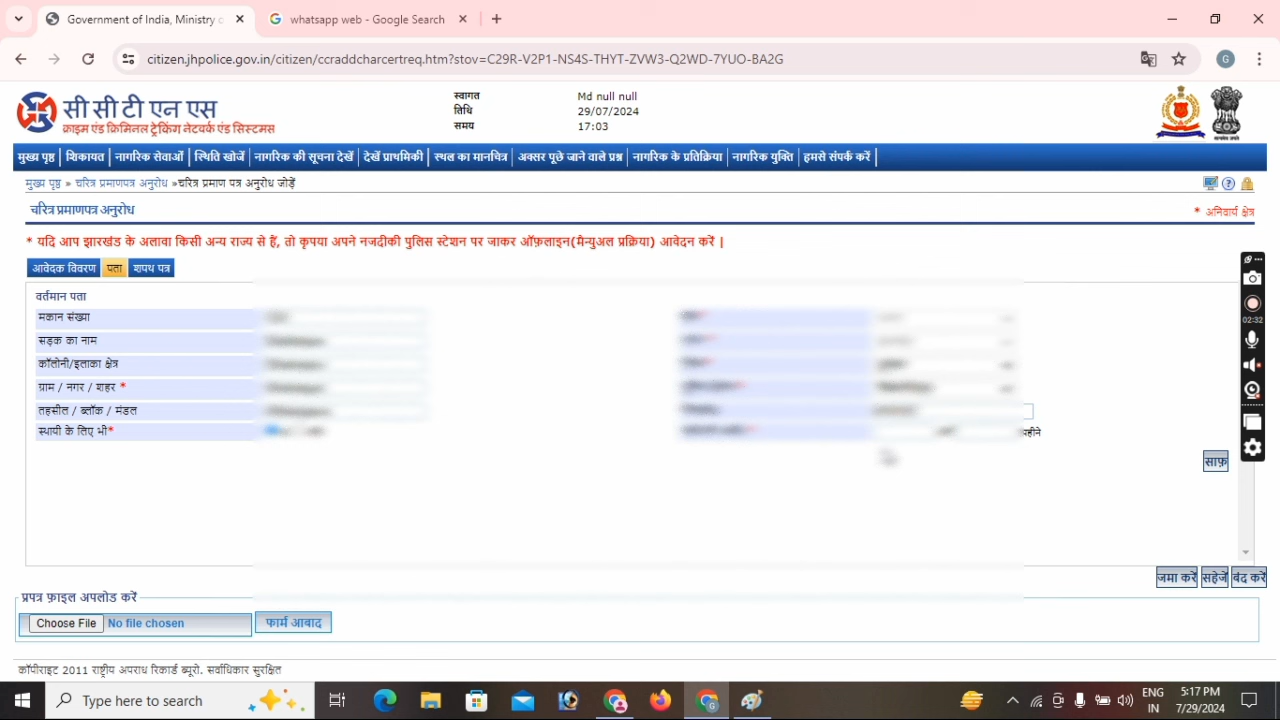 Government of India, Ministry c
whatsapp web - Google Search
citizen.jhpolice.gov.in/citizen/ccraddcharcertreq.htm?stov=C29R-V2P1-NS4S-THYT-ZVW3-Q2WD-7YUO-BA2G
G
सी सी टी एन एस
क्राइम एंड क्रिमिनल ट्रेकिंग नेटवर्क एंड सिस्टमस
स्वागत Md null null
तिथि 29/07/2024
समय 17:03
मुख्य पृष्ठ शिकायत नागरिक सेवाओं स्थिति खोजें नागरिक की सूचना देखें देखें प्राथमिकी स्थल का मानचित्र अक्सर पूछे जाने वाले प्रश्न नागरिक के प्रतिक्रिया नागरिक युक्ति हमसे संपर्क करें
मुख्य पृष्ठ » चरित्र प्रमाणपत्र अनुरोध »चरित्र प्रमाण पत्र अनुरोध जोड़ें
चरित्र प्रमाणपत्र अनुरोध
* अनिवार्य क्षेत्र
* यदि आप झारखंड के अलावा किसी अन्य राज्य से हैं, तो कृपया अपने नजदीकी पुलिस स्टेशन पर जाकर ऑफ़लाइन(मैन्युअल प्रक्रिया) आवेदन करें |
आवेदक विवरण पता शपथ पत्र
वर्तमान पता
मकान संख्या
सड़क का नाम
कॉलोनी/इलाका क्षेत्र
ग्राम / नगर / शहर *
तहसील / ब्लॉक / मंडल
स्थायी के लिए भी*
महीने
साफ़
02:32
जमा करें सहेजें बंद करें
प्रपत्र फ़ाइल अपलोड करें
Choose File No file chosen फार्म आबाद
कॉपीराइट 2011 राष्ट्रीय अपराध रिकार्ड ब्यूरो. सर्वाधिकार सुरक्षित
Type here to search
ENG
IN
5:17 PM
7/29/2024